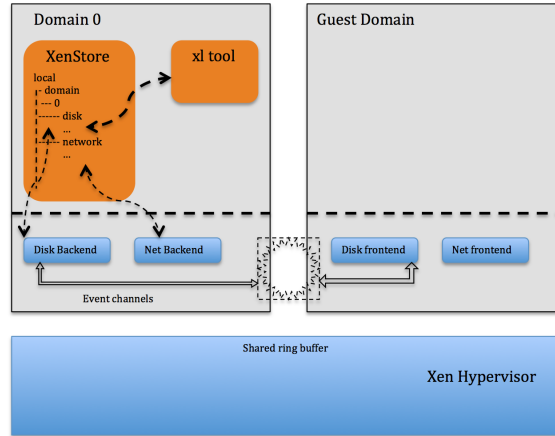 Domain 0
Guest Domain
XenStore
xl tool
local
|- domain
--- 0
------ disk
...
------ network
...
Disk Backend
Net Backend
Disk frontend
Net frontend
Event channels
Shared ring buffer
Xen Hypervisor